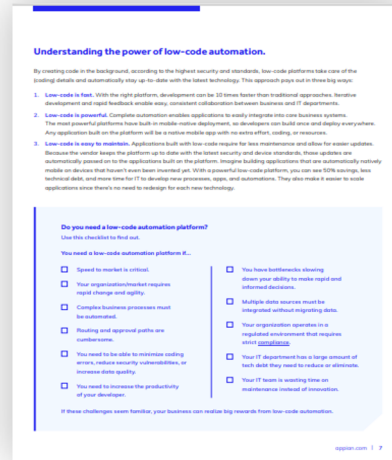 Understanding the power of low-code automation.
By creating code in the background, according to the highest security and standards, low-code platforms take care of the
(coding) details and automatically stay up-to-date with the latest technology. This approach pays out in three big ways:
1. Low-code is fast. With the right platform, development can be 10 times faster than traditional approaches. Iterative
development and rapid feedback enable easy, consistent collaboration between business and IT departments.
2. Low-code is powerful. Complete automation enables applications to easily integrate into core business systems.
The most powerful platforms have built-in mobile native deployment, so developers can build once and deploy everywhere.
Any application built on the platform will be a native mobile app with no extra effort, coding, or resources.
3. Low-code is easy to maintain. Applications built with low-code require far less maintenance and allow for easier updates.
Because the vendor keeps the platform up to date with the latest security and device standards, those updates are
automatically passed on to the applications built on the platform. Imagine building applications that are automatically natively
mobile on devices that haven't even been invented yet. With a powerful low-code platform, you can see 50% savings, less
technical debt, and more time for IT to develop new processes, apps, and automations. They also make it easier to scale
applications since there's no need to redesign for each new technology.
Do you need a low-code automation platform?
Use this checklist to find out.
You need a low-code automation platform if...
Speed to market is critical.
Your organization/market requires
rapid change and agility.
Complex business processes must
be automated.
Routing and approval paths are
cumbersome.
You need to be able to minimize coding
errors, reduce security vulnerabilities, or
increase data quality.
You need to increase the productivity
of your developer.
You have bottlenecks slowing
down your ability to make rapid and
informed decisions.
Multiple data sources must be
integrated without migrating data.
Your organization operates in a
regulated environment that requires
strict compliance.
Your IT department has a large amount of
tech debt they need to reduce or eliminate.
Your IT team is wasting time on
maintenance instead of innovation.
If these challenges seem familiar, your business can realize big rewards from low-code automation.
appian.com | 7